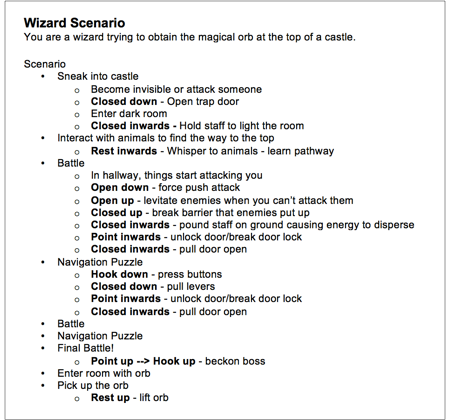 Wizard Scenario
You are a wizard trying to obtain the magical orb at the top of a castle.
Scenario
• Sneak into castle
o Become invisible or attack someone
o Closed down - Open trap door
o Enter dark room
o Closed inwards - Hold staff to light the room
• Interact with animals to find the way to the top
o Rest inwards - Whisper to animals - learn pathway
• Battle
o In hallway, things start attacking you
o Open down - force push attack
o Open up - levitate enemies when you can't attack them
o Closed up - break barrier that enemies put up
o Closed inwards - pound staff on ground causing energy to disperse
o Point inwards - unlock door/break door lock
o Closed inwards - pull door open
• Navigation Puzzle
o Hook down - press buttons
o Closed down - pull levers
o Point inwards - unlock door/break door lock
o Closed inwards - pull door open
• Battle
• Navigation Puzzle
• Final Battle!
o Point up --> Hook up - beckon boss
• Enter room with orb
• Pick up the orb
o Rest up - lift orb